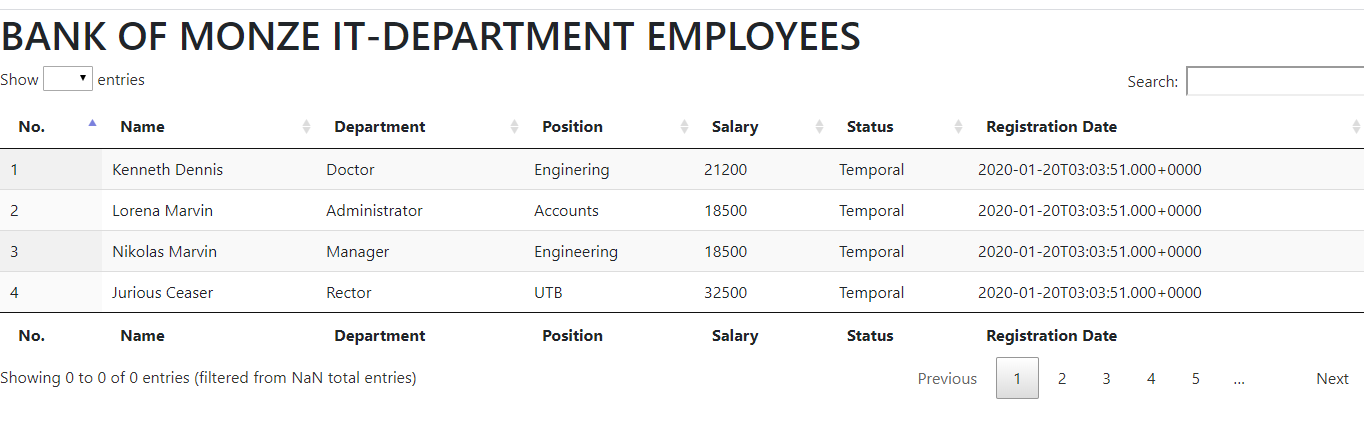 BANK OF MONZE IT-DEPARTMENT EMPLOYEES
Show entries Search:
No. Name Department Position Salary Status Registration Date
1 Kenneth Dennis Doctor Enginering 21200 Temporal 2020-01-20T03:03:51.000+0000
2 Lorena Marvin Administrator Accounts 18500 Temporal 2020-01-20T03:03:51.000+0000
3 Nikolas Marvin Manager Engineering 18500 Temporal 2020-01-20T03:03:51.000+0000
4 Jurious Ceaser Rector UTB 32500 Temporal 2020-01-20T03:03:51.000+0000
No. Name Department Position Salary Status Registration Date
Showing 0 to 0 of 0 entries (filtered from NaN total entries) Previous 1 2 3 4 5 ... Next